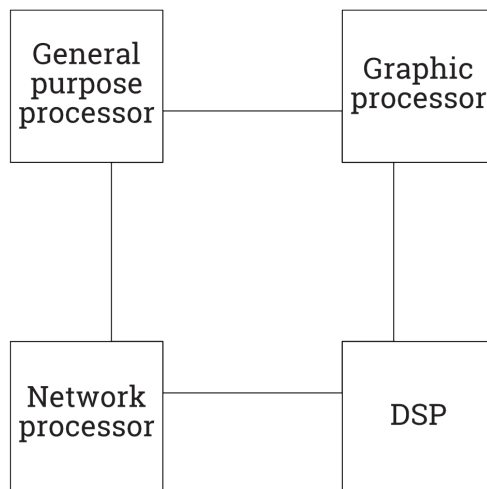 General
purpose
processor
Graphic
processor
Network
processor
DSP